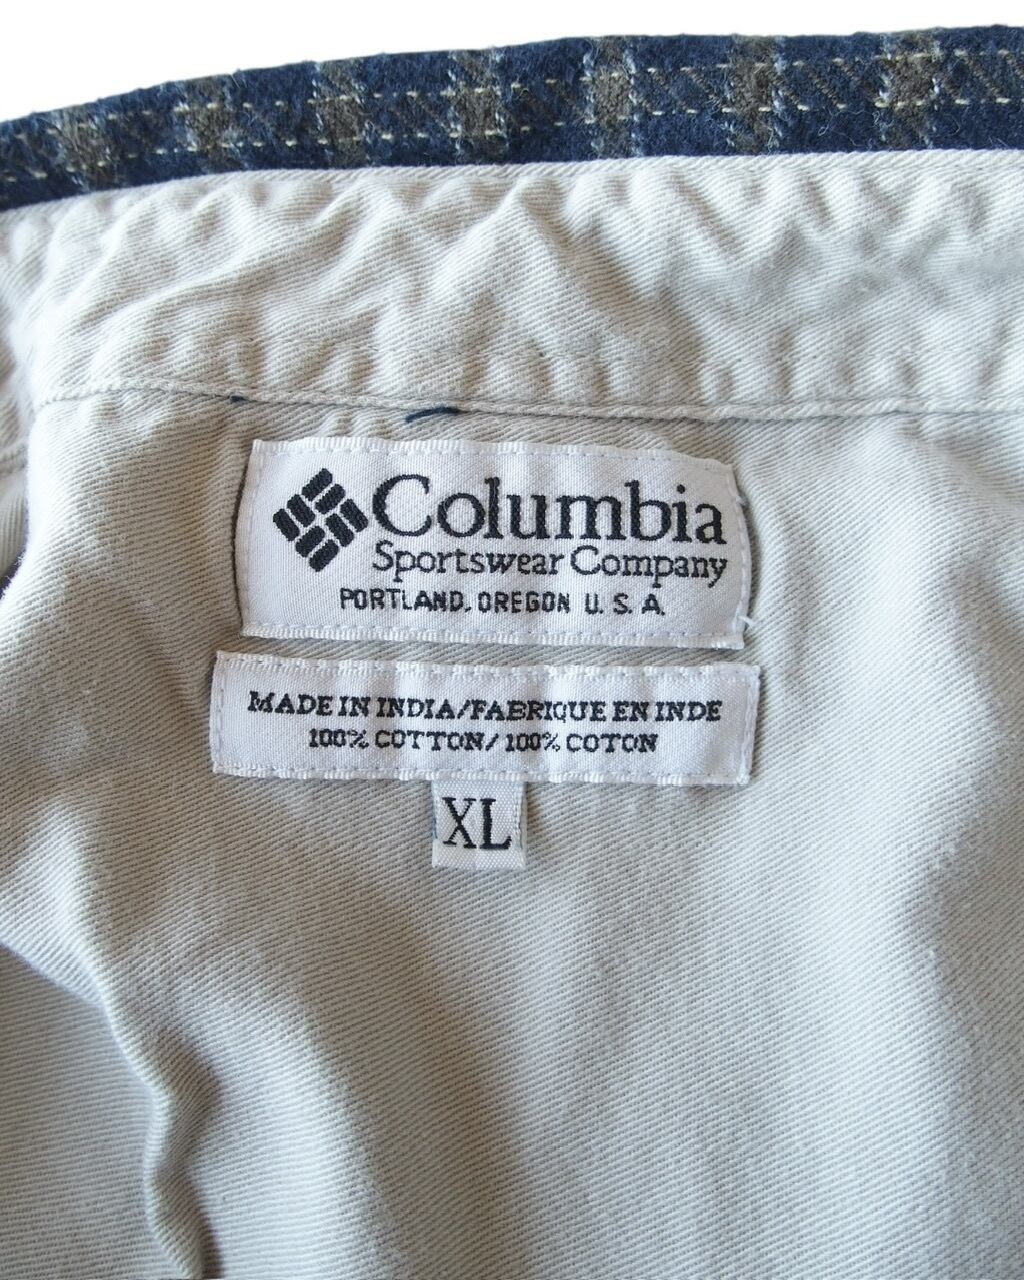 Columbia
Sportswear Company
PORTLAND. OREGON U. S. A.
MADE IN INDIA/FABRIQUE EN INDE
100% COTTON/ 100% COTON
XL